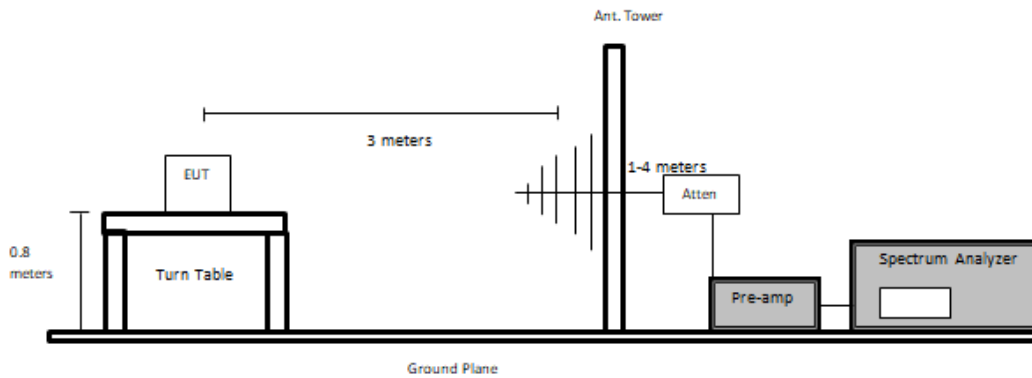 Ant. Tower
3 meters
1-4 meters
EUT
Atten
0.8
meters
Turn Table
Spectrum Analyzer
Pre-amp
Ground Plane